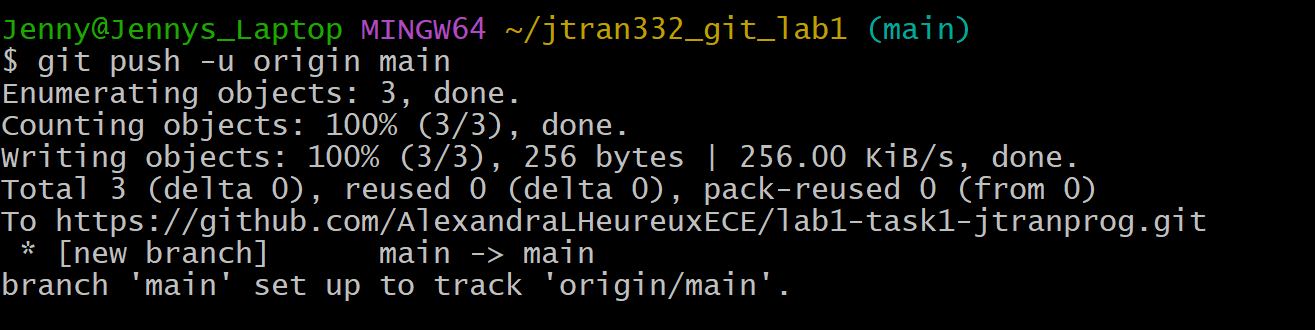 Jenny@Jennys_Laptop MINGW64 ~/jtran332_git_lab1 (main)
$ git push -u origin main
Enumerating objects: 3, done.
Counting objects: 100% (3/3), done.
Writing objects: 100% (3/3), 256 bytes | 256.00 KiB/s, done.
Total 3 (delta 0), reused 0 (delta 0), pack-reused 0 (from 0)
To https://github.com/AlexandraLHeureuxECE/lab1-task1-jtranprog.git
 * [new branch]      main -> main
branch 'main' set up to track 'origin/main'.